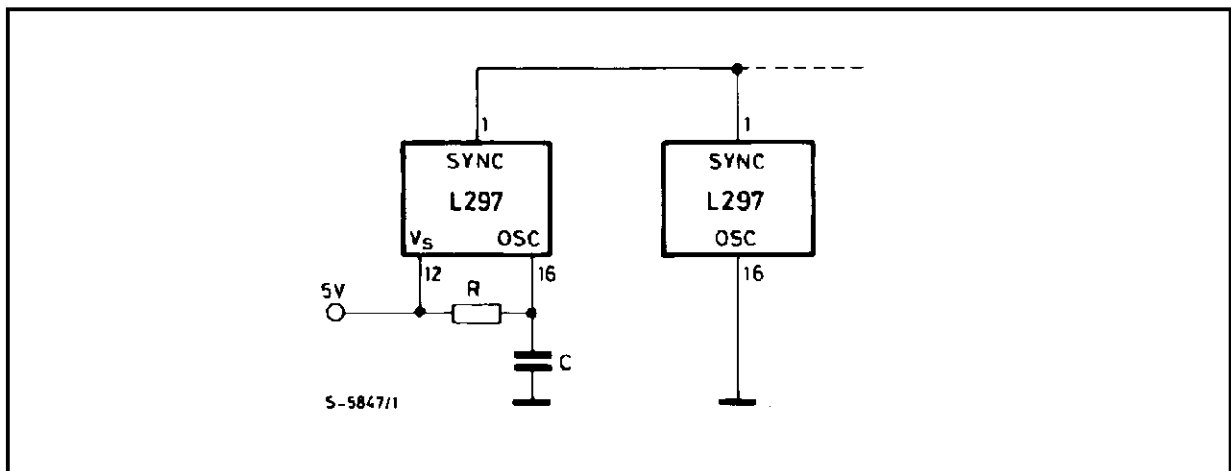 1 1
SYNC SYNC
L297 L297
Vs OSC OSC
12 16 16
5V R
C
S-5847/1